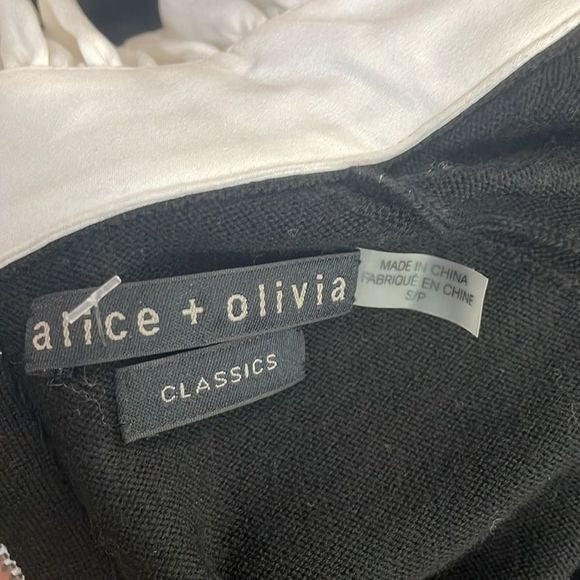 alice + olivia
CLASSICS
MADE IN CHINA
FABRIQUÉ EN CHINE
S/P